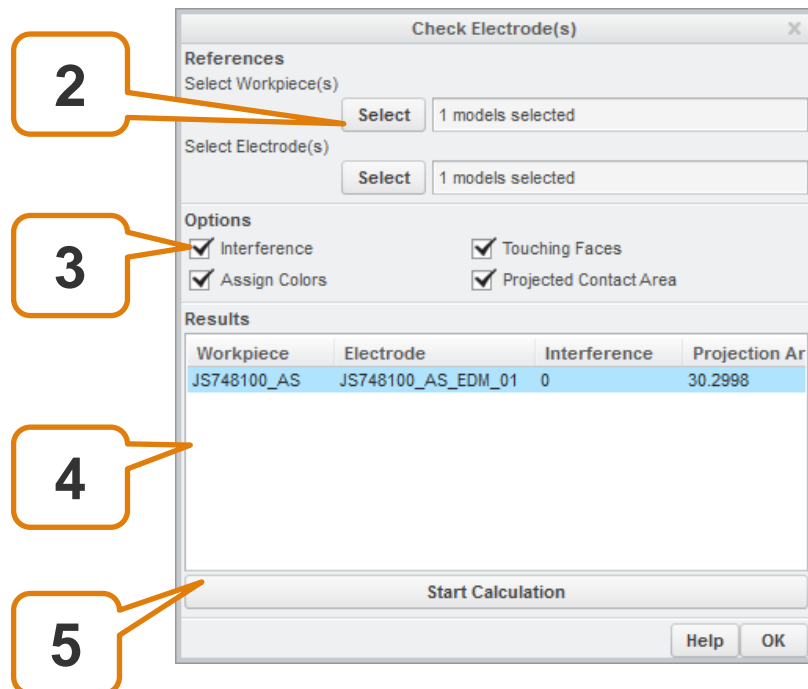 Check Electrode(s) X
References
2
Select Workpiece(s)
Select 1 models selected
Select Electrode(s)
Select 1 models selected
Options
3
Interference Touching Faces
Assign Colors Projected Contact Area
Results
Workpiece Electrode Interference Projection Ar
JS748100_AS JS748100_AS_EDM_01 0 30.2998
4
Start Calculation
5
Help OK